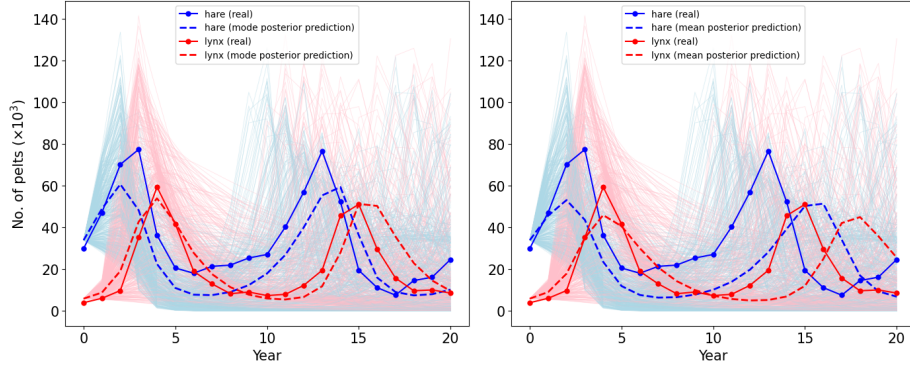 hare (real)
hare (mode posterior prediction)
lynx (real)
lynx (mode posterior prediction)
No. of pelts (×10³)
140
120
100
80
60
40
20
0
0 5 10 15 20
Year
hare (real)
hare (mean posterior prediction)
lynx (real)
lynx (mean posterior prediction)
140
120
100
80
60
40
20
0
0 5 10 15 20
Year